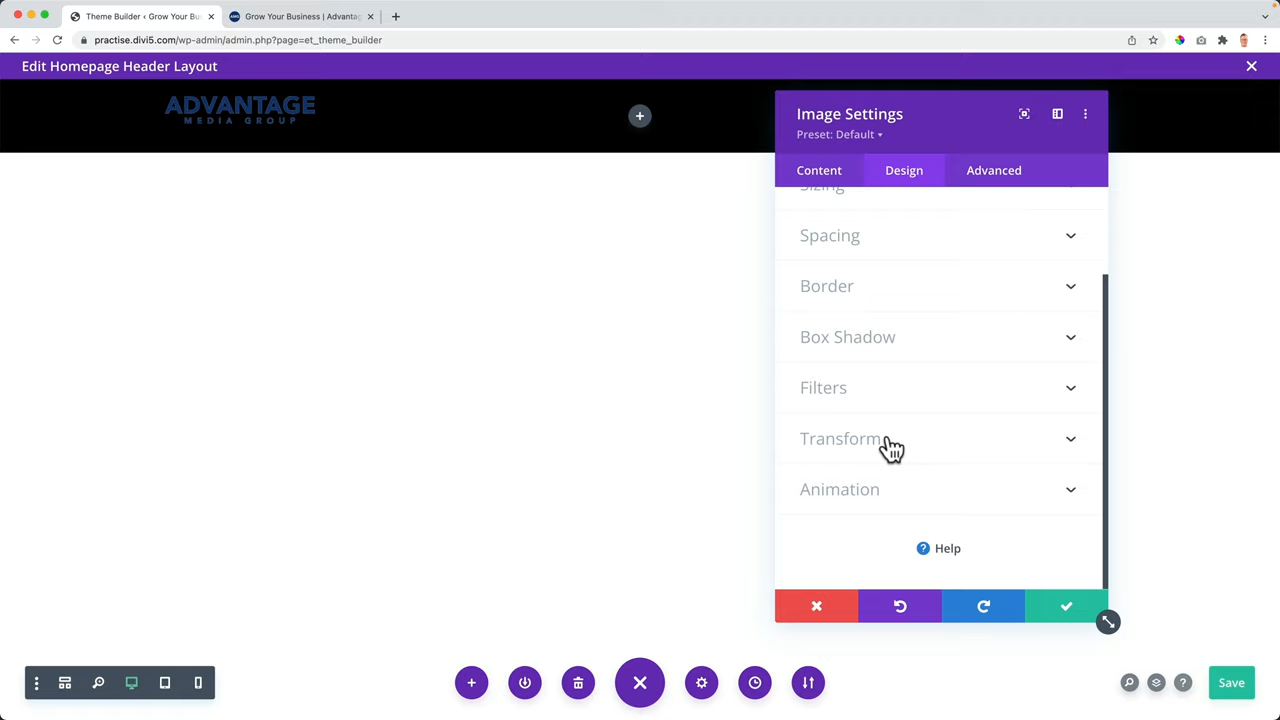 Theme Builder ‹ Grow Your Bu
Grow Your Business | Advanta
practise.divi5.com/wp-admin/admin.php?page=et_theme_builder
Edit Homepage Header Layout
ADVANTAGE
MEDIA GROUP
Image Settings
Preset: Default
Content
Design
Advanced
Sizing
Spacing
Border
Box Shadow
Filters
Transform
Animation
Help
Save